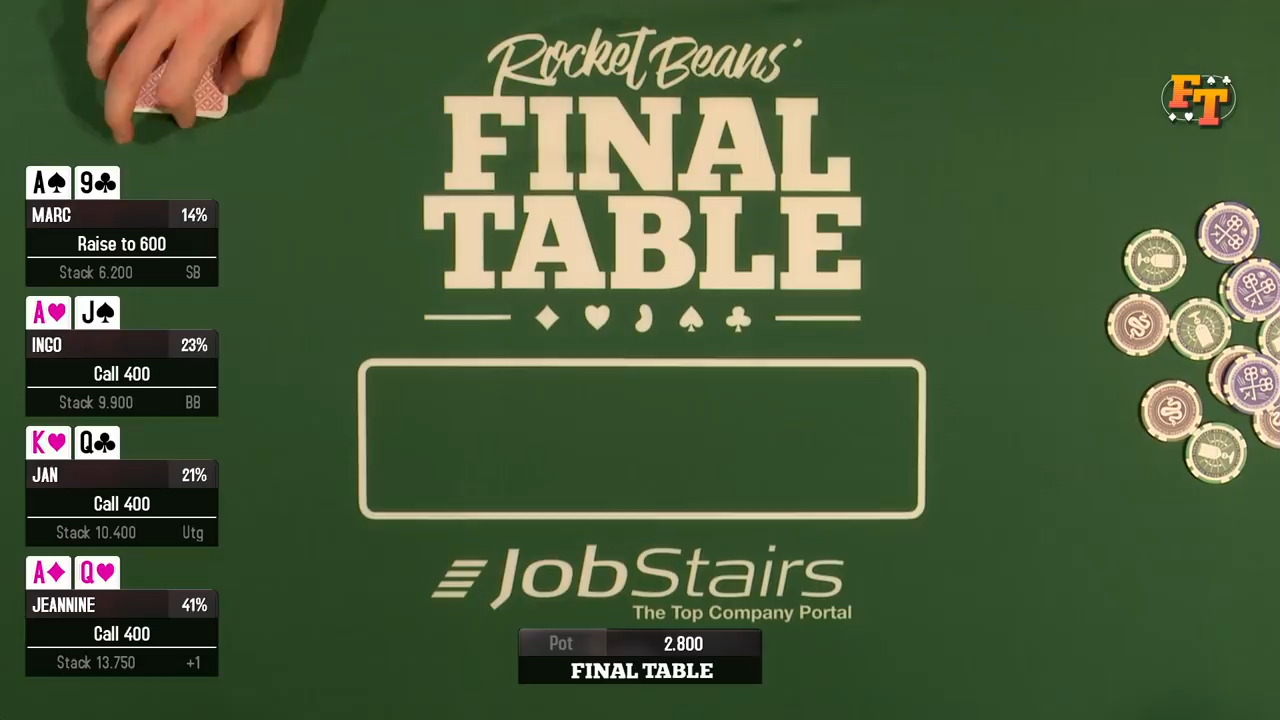 Rocket Beans'
FINAL
TABLE
FT
A♠ 9♣
MARC 14%
Raise to 600
Stack 6.200 SB
A♥ J♠
INGO 23%
Call 400
Stack 9.900 BB
K♥ Q♣
JAN 21%
Call 400
Stack 10.400 Utg
A♦ Q♥
JEANNINE 41%
Call 400
Stack 13.750 +1
JobStairs
The Top Company Portal
Pot 2.800
FINAL TABLE